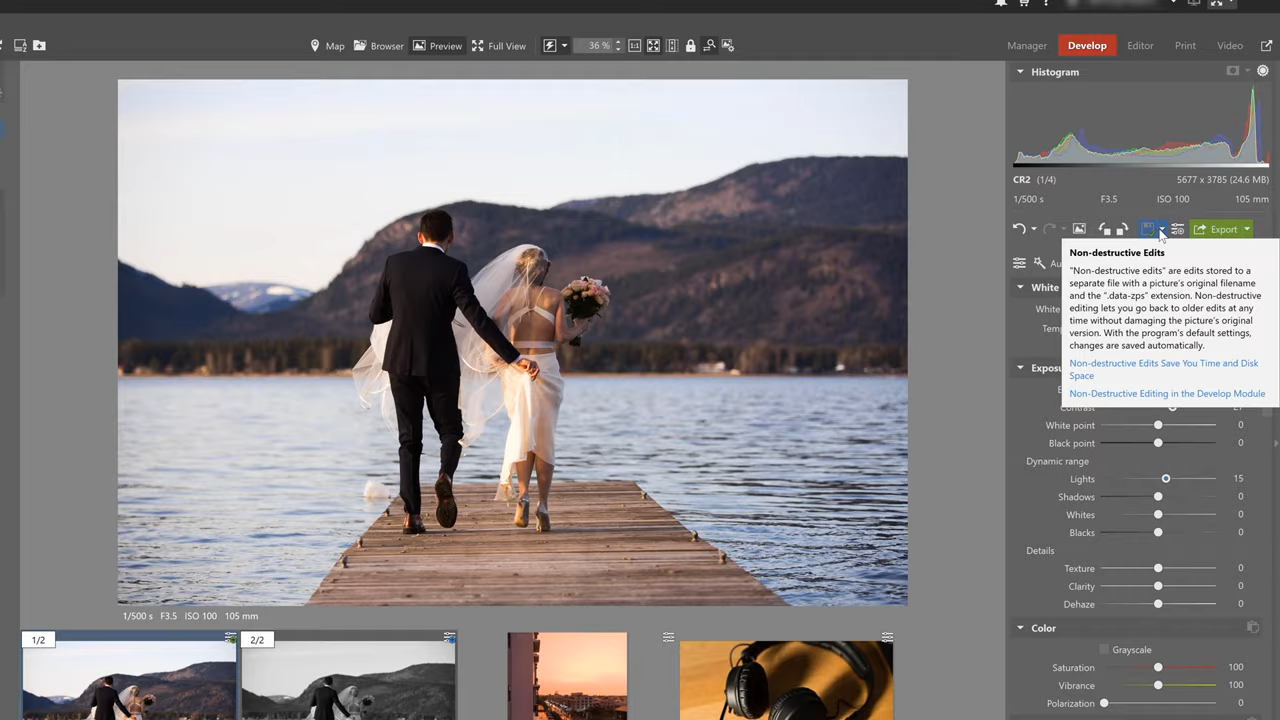 Map Browser Preview Full View 36 % 1:1
Manager Develop Editor Print Video
Histogram
CR2 (1/4) 5677 x 3785 (24.6 MB)
1/500 s F3.5 ISO 100 105 mm
Export
Non-destructive Edits
"Non-destructive edits" are edits stored to a
separate file with a picture's original filename
and the ".data-zps" extension. Non-destructive
editing lets you go back to older edits at any
time without damaging the picture's original
version. With the program's default settings,
changes are saved automatically.
Non-destructive Edits Save You Time and Disk
Space
Non-Destructive Editing in the Develop Module
White
White
Contrast
White point 0
Black point 0
Dynamic range
Lights 15
Shadows 0
Whites 0
Blacks 0
Details
Texture 0
Clarity 0
Dehaze 0
Color
Grayscale
Saturation 100
Vibrance 100
Polarization 0
1/500 s F3.5 ISO 100 105 mm
1/2
2/2